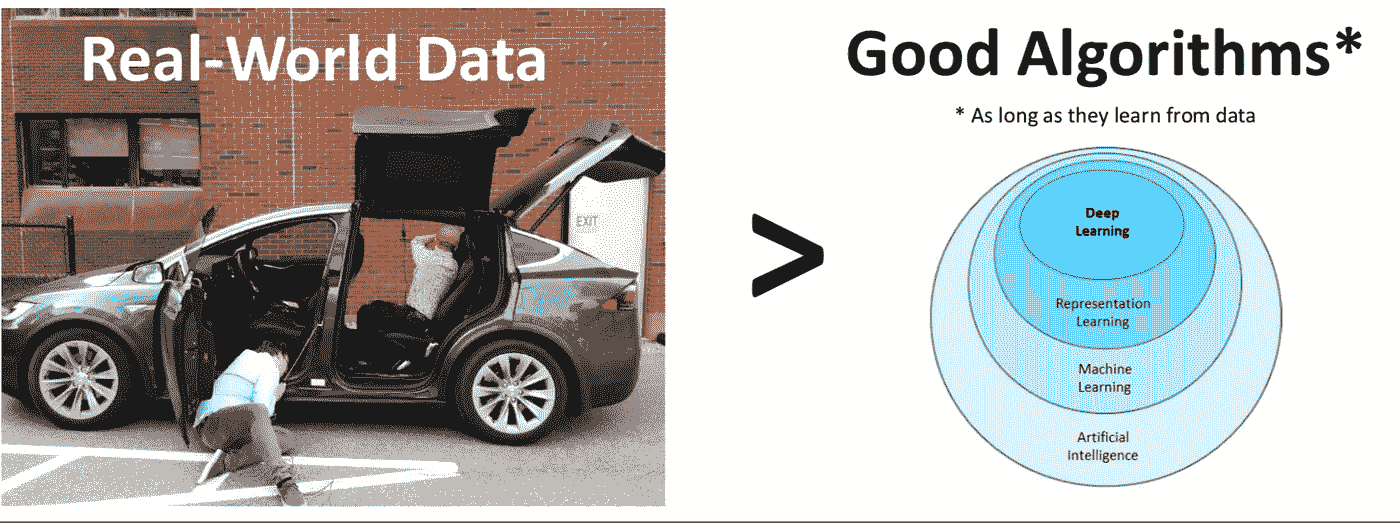 Real-World Data
EXIT
>
Good Algorithms*
* As long as they learn from data
Deep
Learning
Representation
Learning
Machine
Learning
Artificial
Intelligence